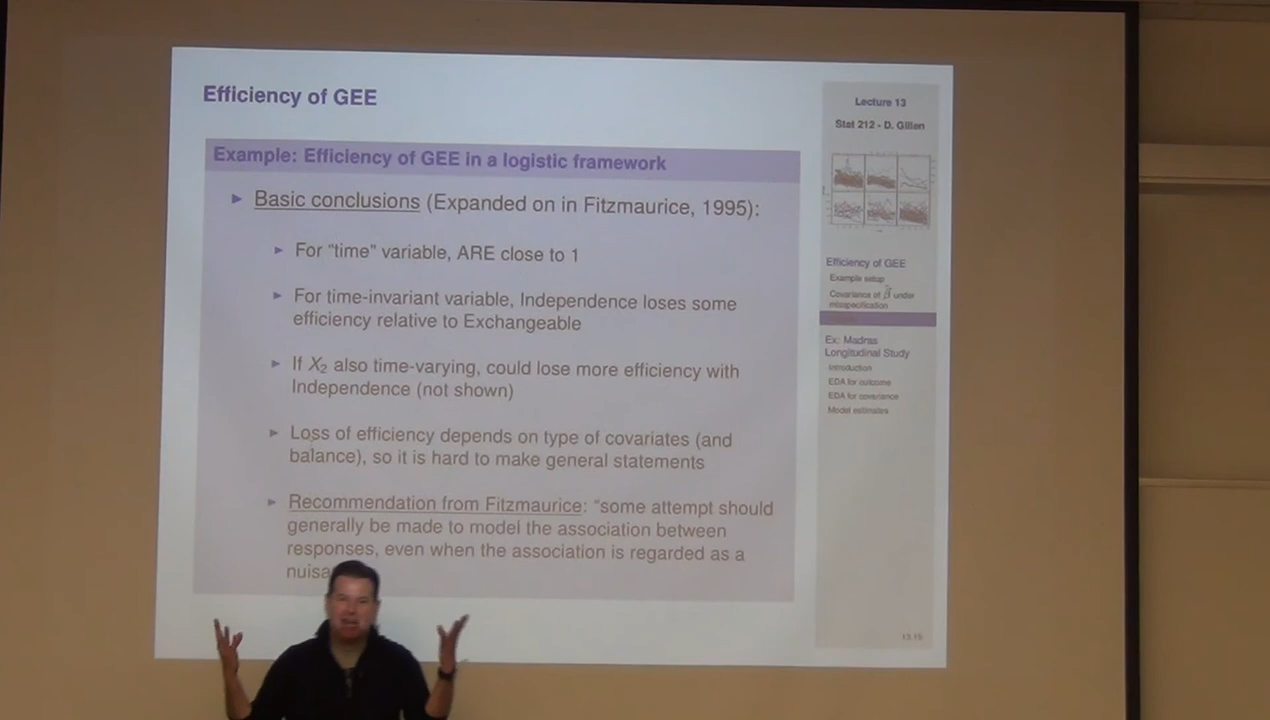 Efficiency of GEE
Example: Efficiency of GEE in a logistic framework
Basic conclusions (Expanded on in Fitzmaurice, 1995):
For "time" variable, ARE close to 1
For time-invariant variable, Independence loses some
efficiency relative to Exchangeable
If X₂ also time-varying, could lose more efficiency with
Independence (not shown)
Loss of efficiency depends on type of covariates (and
balance), so it is hard to make general statements
Recommendation from Fitzmaurice: "some attempt should
generally be made to model the association between
responses, even when the association is regarded as a
Lecture 13
Stat 212 - D. Gillen
Efficiency of GEE
Example setup
Covariance of β̂ under
misspecification
Ex: Madras
Longitudinal Study
Introduction
EDA for outcome
EDA for covariance
Model estimates
13.15